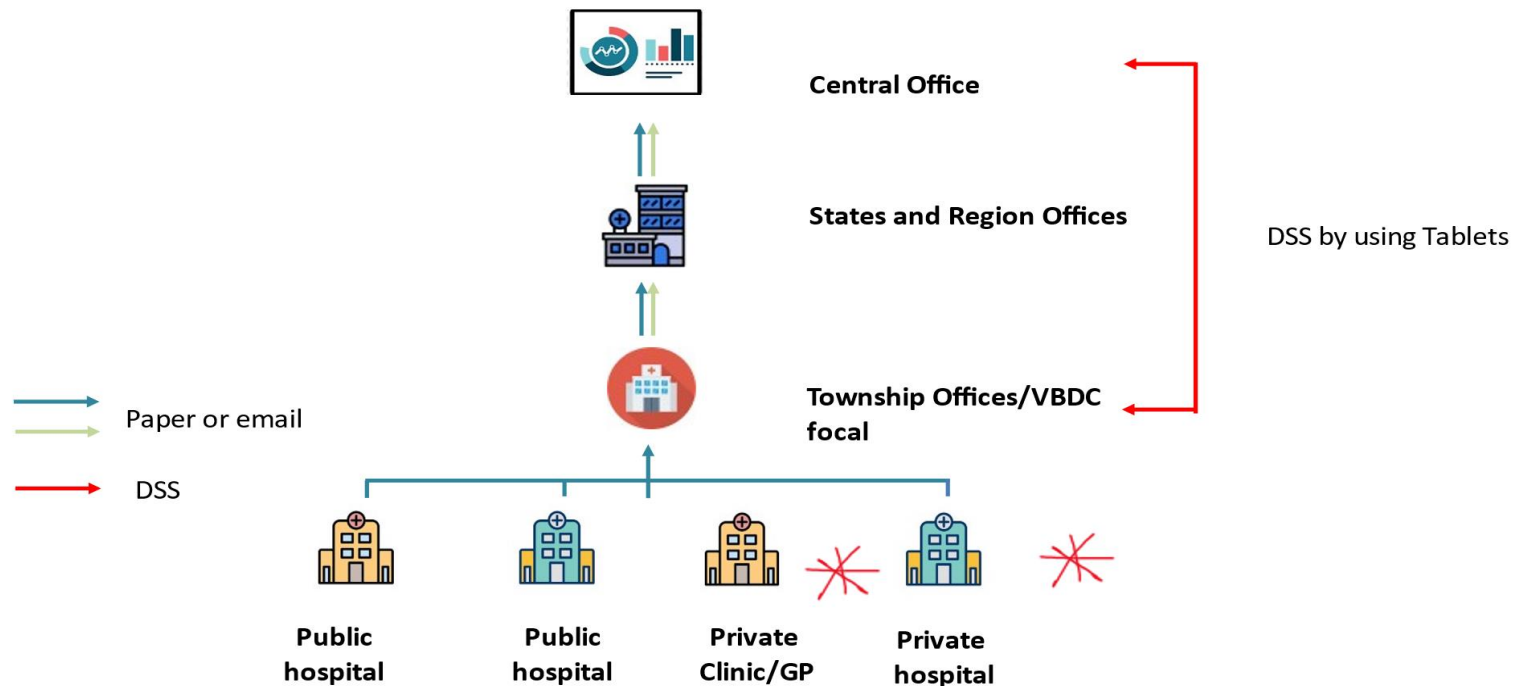 Central Office
States and Region Offices
DSS by using Tablets
Township Offices/VBDC
focal
Paper or email
DSS
Public
hospital
Public
hospital
Private
Clinic/GP
Private
hospital